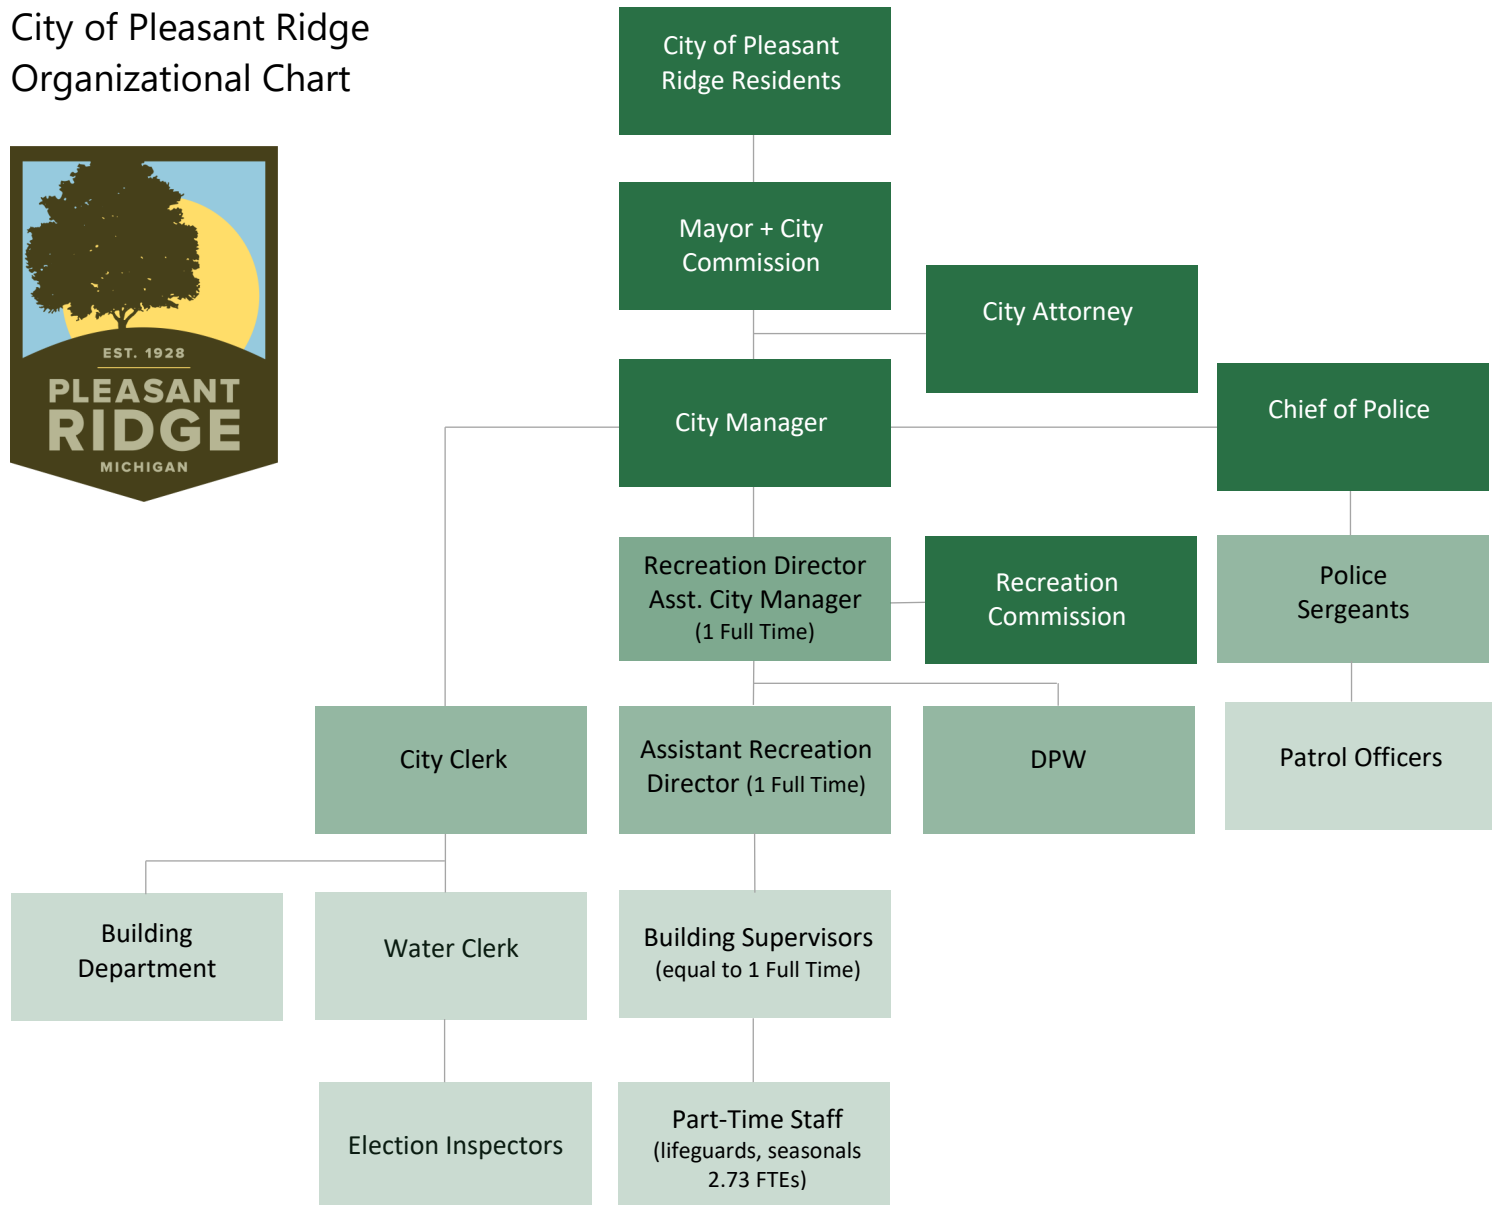 City of Pleasant Ridge
Organizational Chart
City of Pleasant
Ridge Residents
EST. 1928
PLEASANT
RIDGE
MICHIGAN
Mayor + City
Commission
City Attorney
City Manager
Chief of Police
Recreation Director
Asst. City Manager
(1 Full Time)
Recreation
Commission
Police
Sergeants
City Clerk
Assistant Recreation
Director (1 Full Time)
DPW
Patrol Officers
Building
Department
Water Clerk
Building Supervisors
(equal to 1 Full Time)
Election Inspectors
Part-Time Staff
(lifeguards, seasonals
2.73 FTEs)